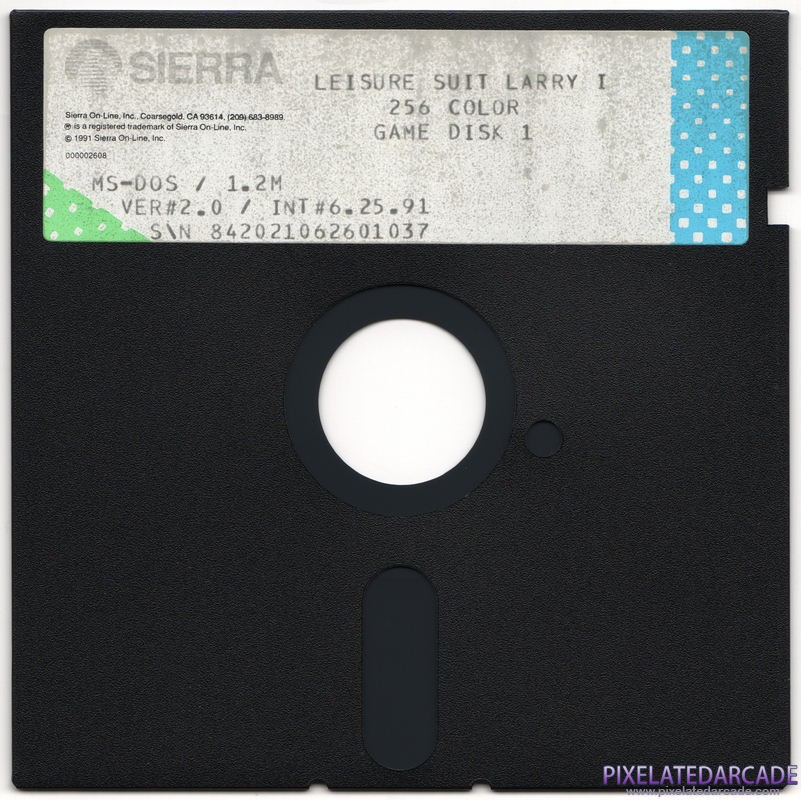 SIERRA
LEISURE SUIT LARRY I
256 COLOR
GAME DISK 1
Sierra On-Line, Inc., Coarsegold, CA 93614, (209) 683-8989
® is a registered trademark of Sierra On-Line, Inc.
© 1991 Sierra On-Line, Inc.
000002608
MS-DOS / 1.2M
VER#2.0 / INT#6.25.91
S\N 842021062601037
PIXELATEDARCADE
www.pixelatedarcade.com